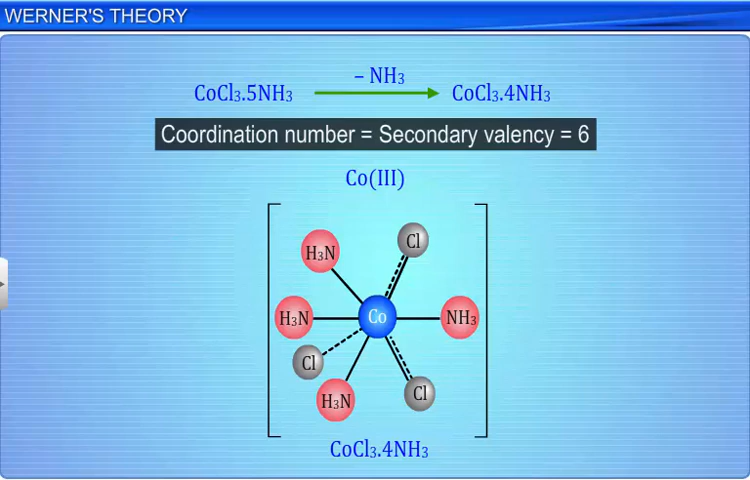 WERNER'S THEORY
– NH₃
CoCl₃.5NH₃ CoCl₃.4NH₃
Coordination number = Secondary valency = 6
Co(III)
H₃N Cl
H₃N Co NH₃
Cl
H₃N Cl
CoCl₃.4NH₃